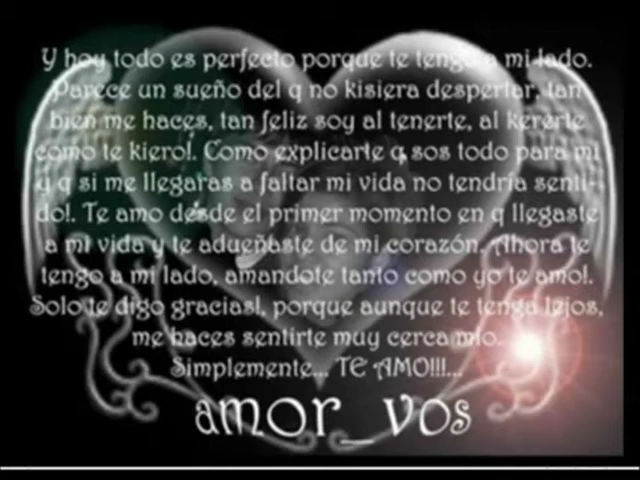 Y hoy todo es perfecto porque te tengo a mi lado.
Parece un sueño del q no kisiera despertar, tan
bien me haces, tan feliz soy al tenerte, al kererte
como te kiero!. Como explicarte q sos todo para mi
y q si me llegaras a faltar mi vida no tendría senti-
do!. Te amo desde el primer momento en q llegaste
a mi vida y te adueñaste de mi corazón. Ahora te
tengo a mi lado, amandote tanto como yo te amo!.
Solo te digo gracias!, porque aunque te tenga lejos,
me haces sentirte muy cerca mío.
Simplemente... TE AMO!!!...
amor_vos